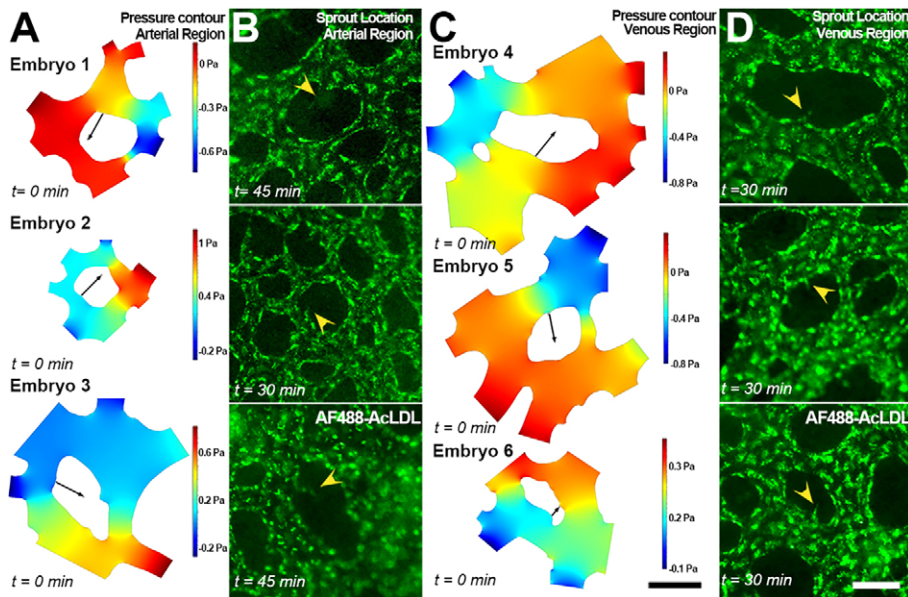 A
Pressure contour
Arterial Region
Embryo 1
0 Pa
-0.3 Pa
-0.6 Pa
t= 0 min
Embryo 2
1 Pa
0.4 Pa
-0.2 Pa
t = 0 min
Embryo 3
0.6 Pa
0.2 Pa
-0.2 Pa
t = 0 min
B
Sprout Location
Arterial Region
t= 45 min
t = 30 min
AF488-AcLDL
t = 45 min
C
Pressure contour
Venous Region
Embryo 4
0 Pa
-0.4 Pa
-0.8 Pa
t = 0 min
Embryo 5
0 Pa
-0.4 Pa
-0.8 Pa
t = 0 min
Embryo 6
0.3 Pa
0.2 Pa
-0.1 Pa
t = 0 min
D
Sprout Location
Venous Region
t =30 min
t = 30 min
AF488-AcLDL
t = 30 min